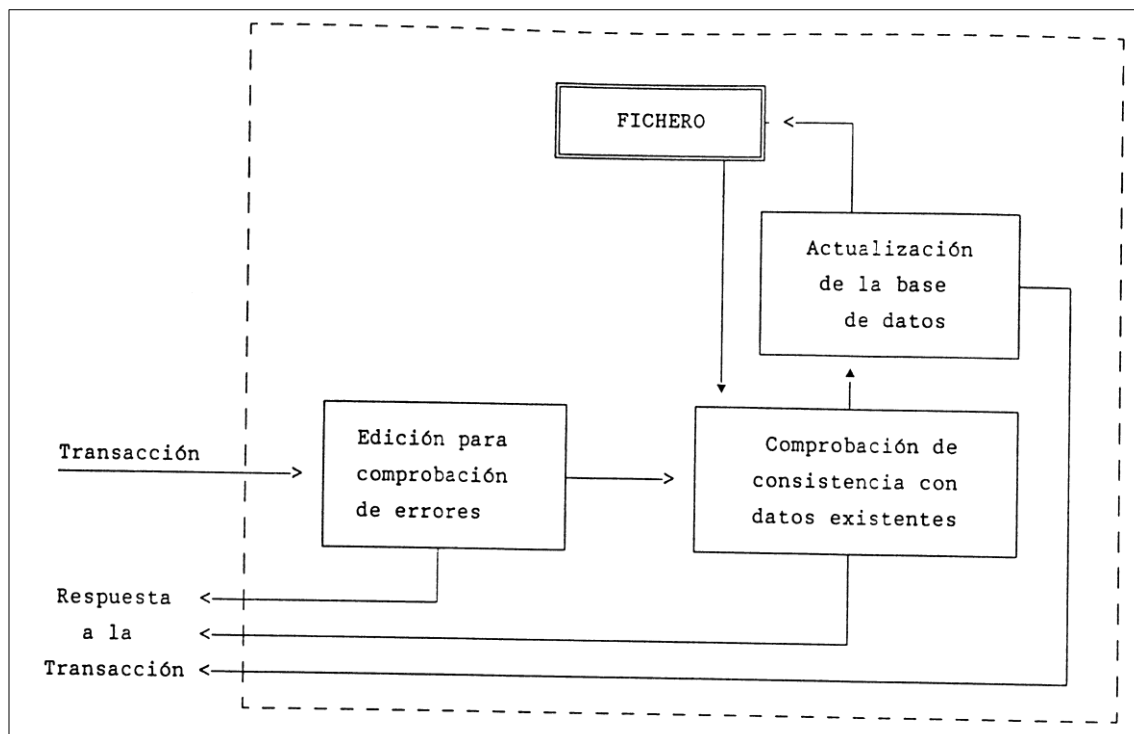 FICHERO
Actualización
de la base
de datos
Transacción
Edición para
comprobación
de errores
Comprobación de
consistencia con
datos existentes
Respuesta
a la
Transacción